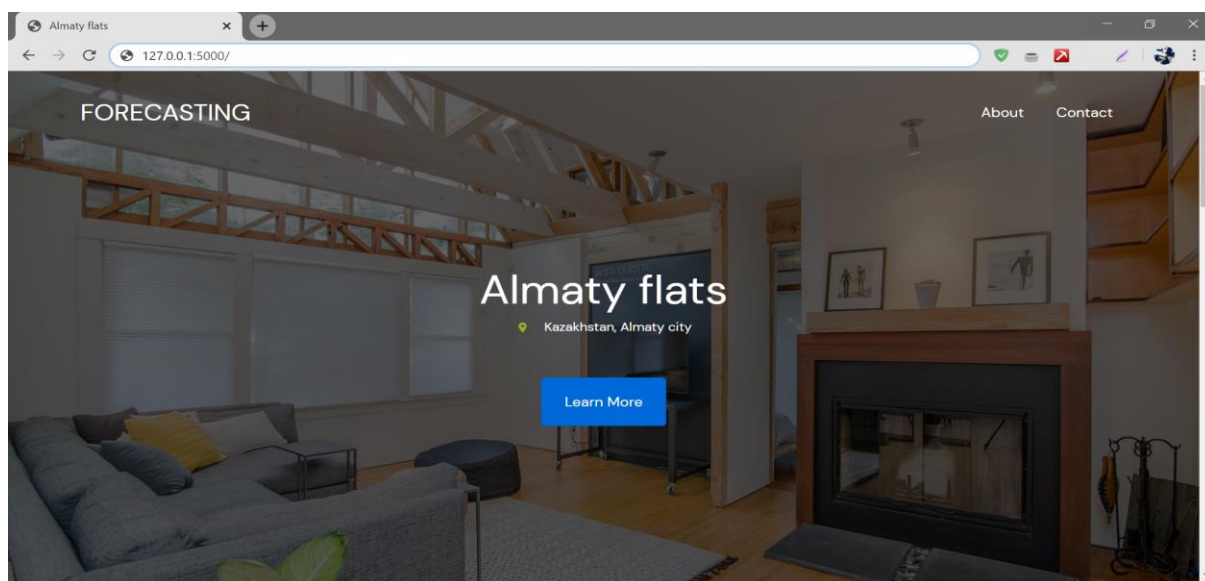 Almaty flats
127.0.0.1:5000/
FORECASTING
About
Contact
Almaty flats
Kazakhstan, Almaty city
Learn More